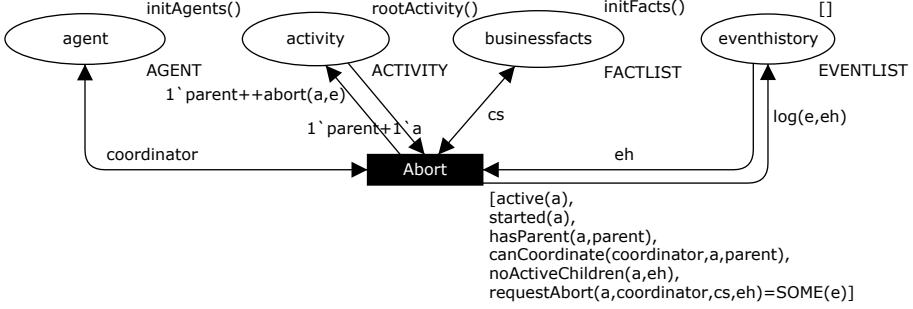 initAgents()
rootActivity()
initFacts()
[]
agent
activity
businessfacts
eventhistory
AGENT
ACTIVITY
FACTLIST
EVENTLIST
1`parent++abort(a,e)
cs
log(e,eh)
1`parent+1`a
coordinator
eh
Abort
[active(a),
started(a),
hasParent(a,parent),
canCoordinate(coordinator,a,parent),
noActiveChildren(a,eh),
requestAbort(a,coordinator,cs,eh)=SOME(e)]